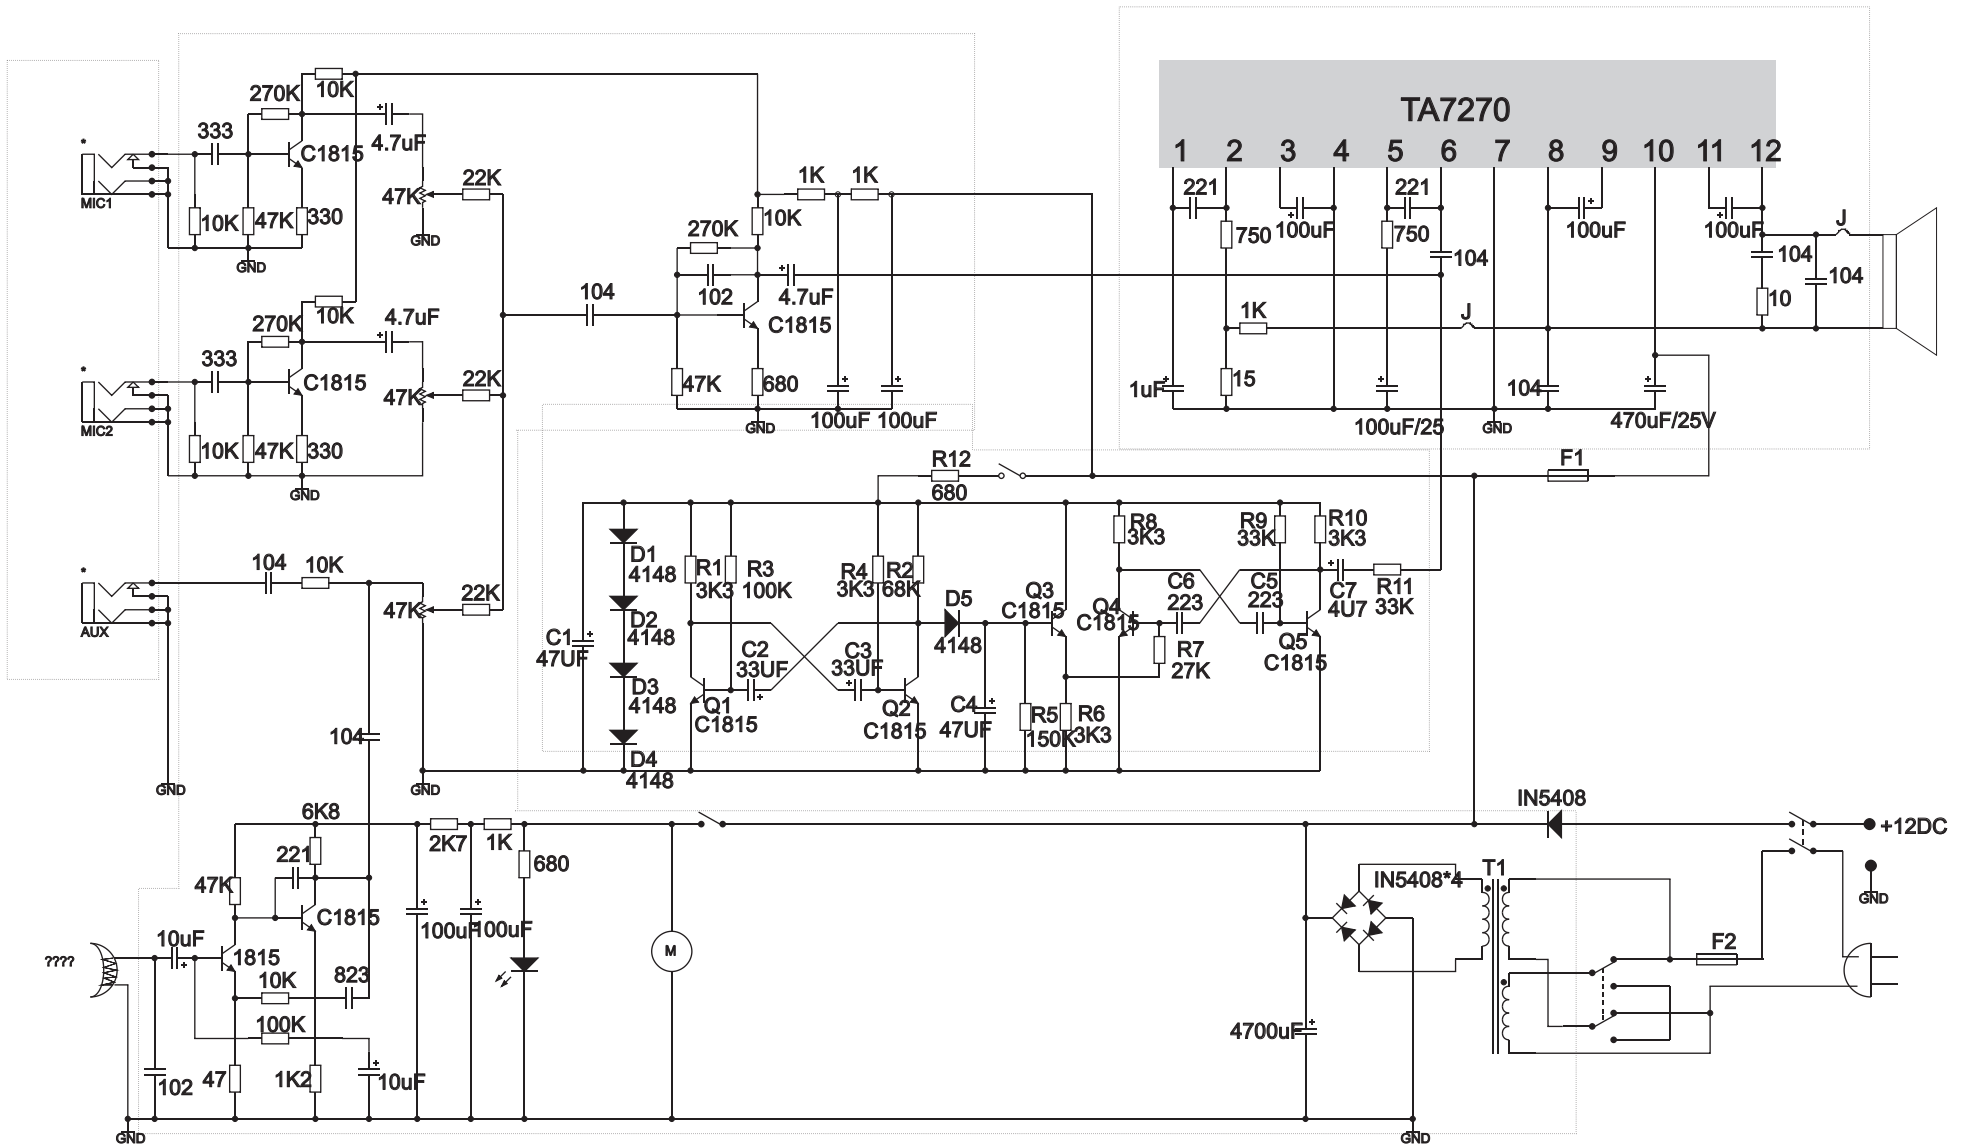 TA7270
1 2 3 4 5 6 7 8 9 10 11 12
*
MIC1
333
270K
10K
C1815
4.7uF
10K
47K
330
GND
47K
GND
22K
*
MIC2
333
270K
10K
C1815
4.7uF
10K
47K
330
GND
47K
22K
*
AUX
GND
104
10K
47K
22K
GND
104
104
270K
102
10K
1K
1K
4.7uF
C1815
47K
680
GND
100uF
100uF
221
750
100uF
221
750
104
100uF
100uF
J
104
104
10
1K
J
1uF
15
100uF/25
GND
104
470uF/25V
F1
R12
680
C1
47UF
D1
4148
D2
4148
D3
4148
D4
4148
R1
3K3
R3
100K
R4
3K3
R2
68K
C2
33UF
C3
33UF
Q1
C1815
Q2
C1815
D5
4148
C4
47UF
Q3
C1815
R5
150K
R6
3K3
Q4
C1815
R8
3K3
C6
223
R7
27K
R9
33K
C5
223
R10
3K3
Q5
C1815
C7
4U7
R11
33K
6K8
221
47K
C1815
????
10uF
1815
10K
823
100K
102
47
1K2
10uF
GND
2K7
1K
100uF
100uF
680
M
4700uF
IN5408
IN5408*4
T1
F2
+12DC
GND
GND